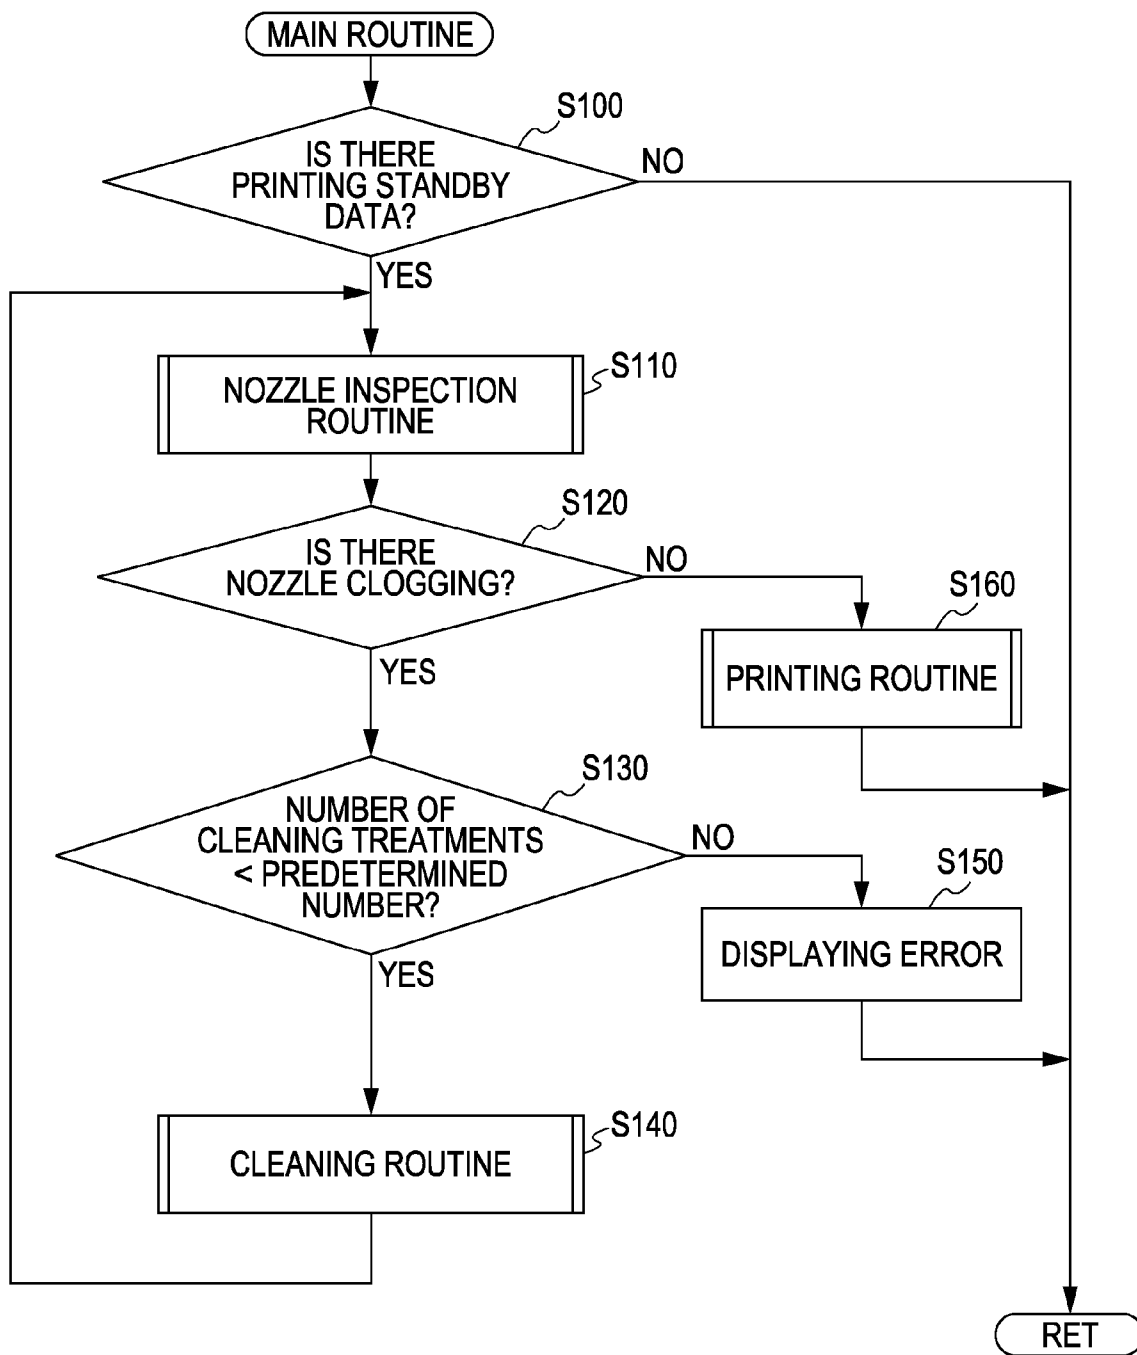 MAIN ROUTINE
S100
IS THERE
PRINTING STANDBY
DATA?
NO
YES
NOZZLE INSPECTION
ROUTINE
S110
S120
IS THERE
NOZZLE CLOGGING?
NO
YES
S160
PRINTING ROUTINE
S130
NUMBER OF
CLEANING TREATMENTS
< PREDETERMINED
NUMBER?
NO
YES
S150
DISPLAYING ERROR
S140
CLEANING ROUTINE
RET